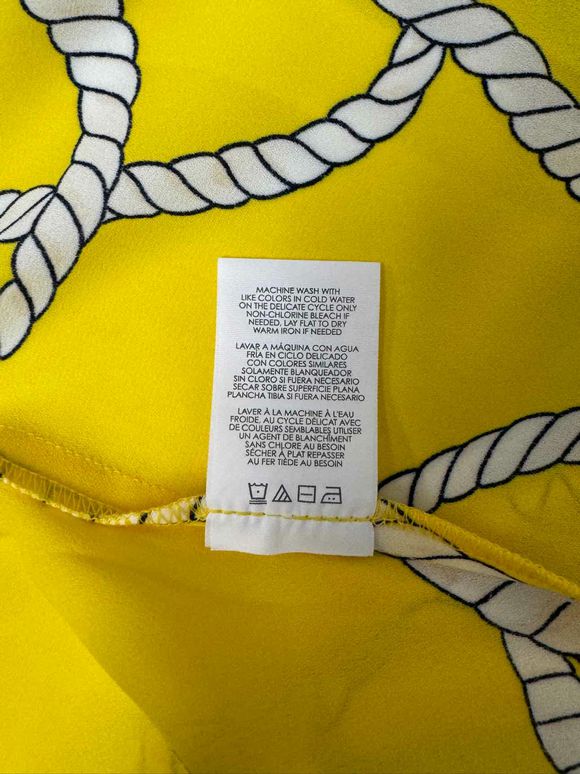 MACHINE WASH WITH
LIKE COLORS IN COLD WATER
ON THE DELICATE CYCLE ONLY
NON-CHLORINE BLEACH IF
NEEDED, LAY FLAT TO DRY
WARM IRON IF NEEDED
LAVAR A MÁQUINA CON AGUA
FRÍA EN CICLO DELICADO
CON COLORES SIMILARES
SOLAMENTE BLANQUEADOR
SIN CLORO SI FUERA NECESARIO
SECAR SOBRE SUPERFICIE PLANA
PLANCHA TIBIA SI FUERA NECESARIO
LAVER À LA MACHINE À L'EAU
FROIDE, AU CYCLE DÉLICAT AVEC
DE COULEURS SEMBLABLES UTILISER
UN AGENT DE BLANCHÎMENT
SANS CHLORE AU BESOIN
SÉCHER À PLAT REPASSER
AU FER TIÈDE AU BESOIN